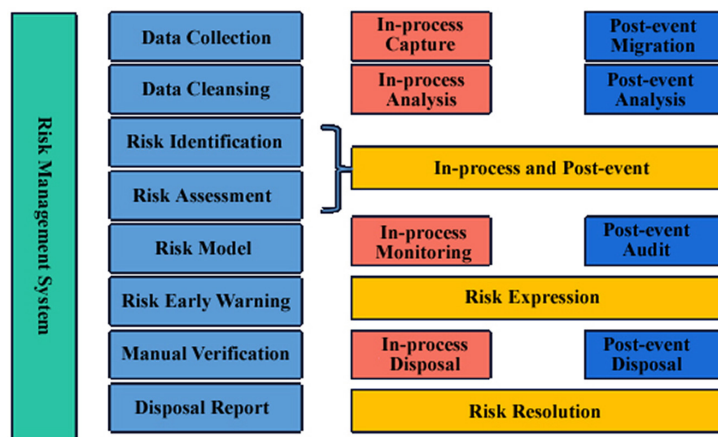 Risk Management System
Data Collection
In-process
Capture
Post-event
Migration
Data Cleansing
In-process
Analysis
Post-event
Analysis
Risk Identification
Risk Assessment
In-process and Post-event
Risk Model
In-process
Monitoring
Post-event
Audit
Risk Early Warning
Risk Expression
Manual Verification
In-process
Disposal
Post-event
Disposal
Disposal Report
Risk Resolution